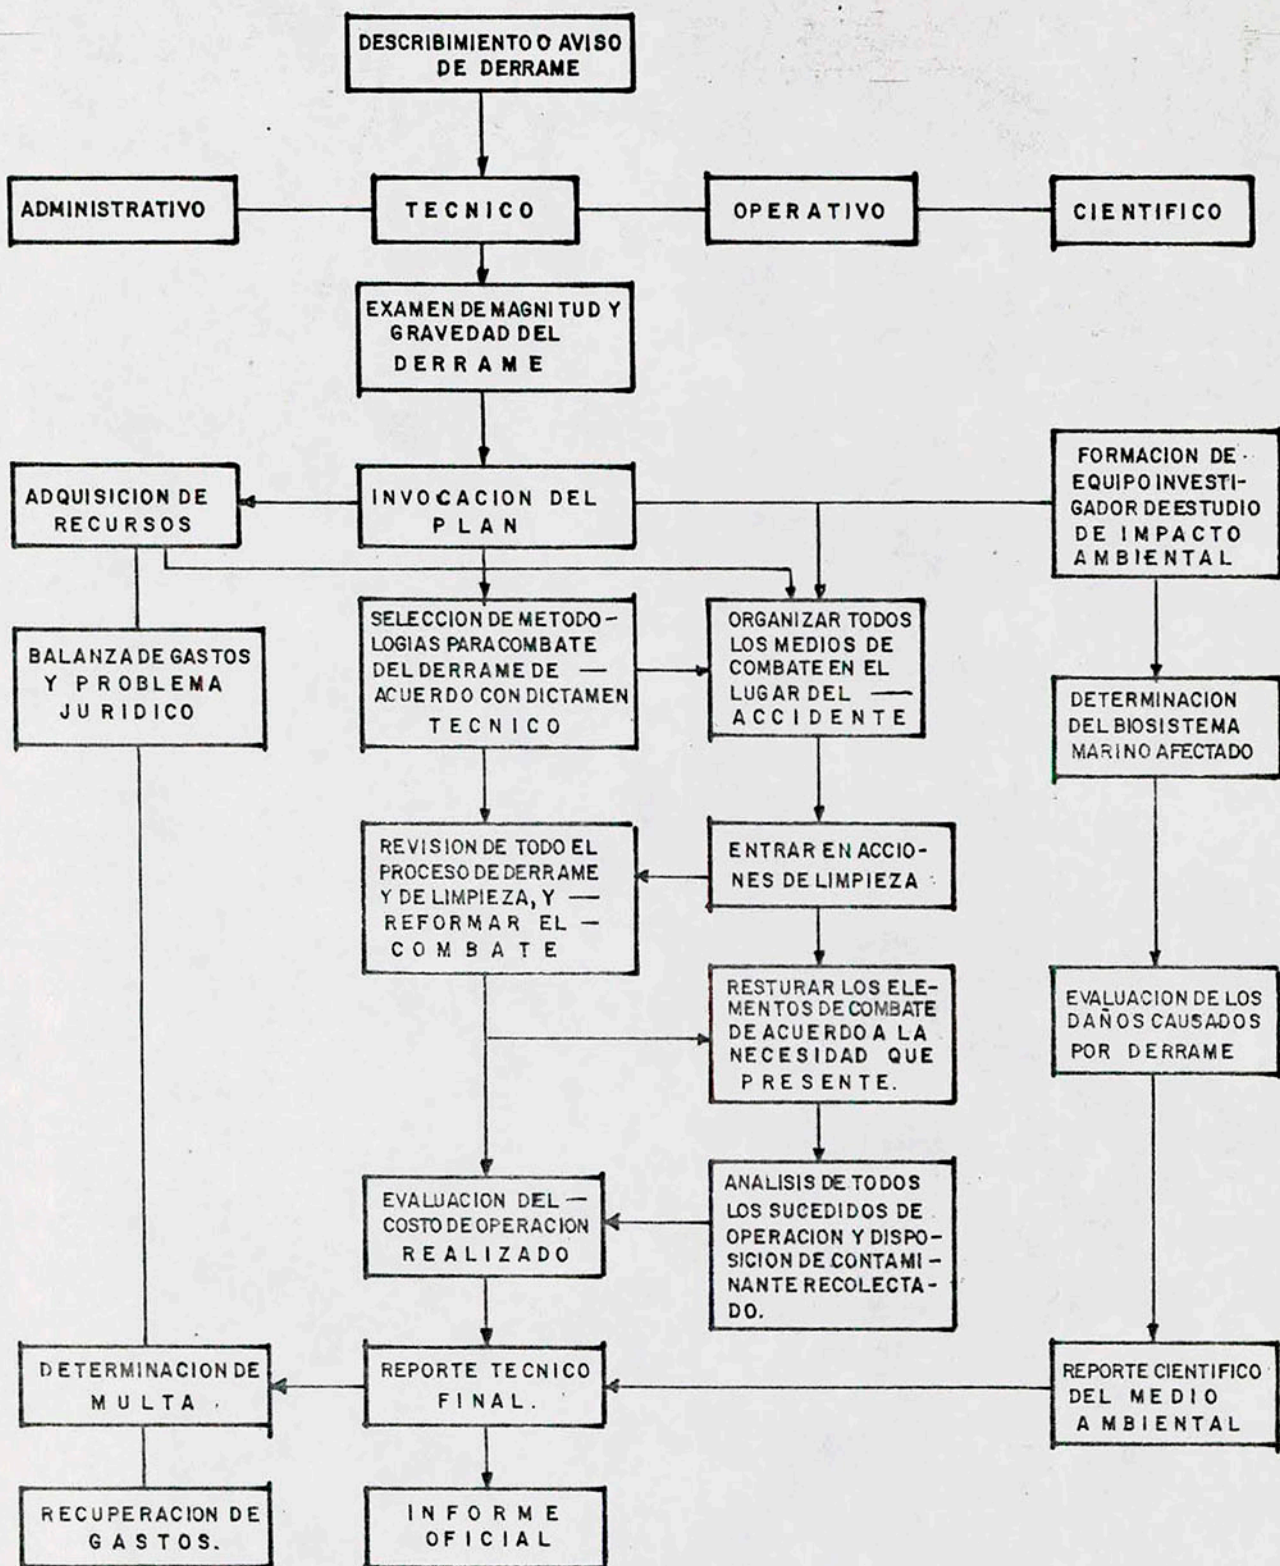 DESCRIBIMIENTO O AVISO
DE DERRAME
ADMINISTRATIVO
TECNICO
OPERATIVO
CIENTIFICO
EXAMEN DE MAGNITUD Y
GRAVEDAD DEL
DERRAME
ADQUISICION DE
RECURSOS
INVOCACION DEL
PLAN
FORMACION DE
EQUIPO INVESTI-
GADOR DE ESTUDIO
DE IMPACTO
AMBIENTAL
BALANZA DE GASTOS
Y PROBLEMA
JURIDICO
SELECCION DE METODO-
LOGIAS PARA COMBATE
DEL DERRAME DE —
ACUERDO CON DICTAMEN
TECNICO
ORGANIZAR TODOS
LOS MEDIOS DE
COMBATE EN EL
LUGAR DEL —
ACCIDENTE
DETERMINACION
DEL BIOSISTEMA
MARINO AFECTADO
REVISION DE TODO EL
PROCESO DE DERRAME
Y DE LIMPIEZA, Y —
REFORMAR EL —
COMBATE
ENTRAR EN ACCIO-
NES DE LIMPIEZA
RESTURAR LOS ELE-
MENTOS DE COMBATE
DE ACUERDO A LA
NECESIDAD QUE
PRESENTE.
EVALUACION DE LOS
DAÑOS CAUSADOS
POR DERRAME
EVALUACION DEL —
COSTO DE OPERACION
REALIZADO
ANALISIS DE TODOS
LOS SUCEDIDOS DE
OPERACION Y DISPO-
SICION DE CONTAMI-
NANTE RECOLECTA-
DO.
DETERMINACION DE
MULTA.
REPORTE TECNICO
FINAL.
REPORTE CIENTIFICO
DEL MEDIO
AMBIENTAL
RECUPERACION DE
GASTOS.
INFORME
OFICIAL